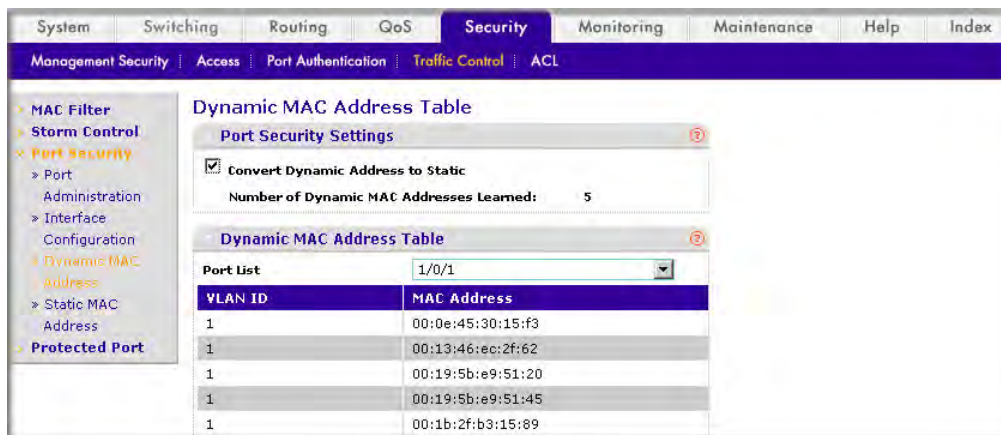 System Switching Routing QoS Security Monitoring Maintenance Help Index
Management Security Access Port Authentication Traffic Control ACL
MAC Filter
Storm Control
Port Security
» Port
Administration
» Interface
Configuration
Dynamic MAC
Address
» Static MAC
Address
Protected Port
Dynamic MAC Address Table
Port Security Settings
Convert Dynamic Address to Static
Number of Dynamic MAC Addresses Learned: 5
Dynamic MAC Address Table
Port List 1/0/1
VLAN ID MAC Address
1 00:0e:45:30:15:f3
1 00:13:46:ec:2f:62
1 00:19:5b:e9:51:20
1 00:19:5b:e9:51:45
1 00:1b:2f:b3:15:89